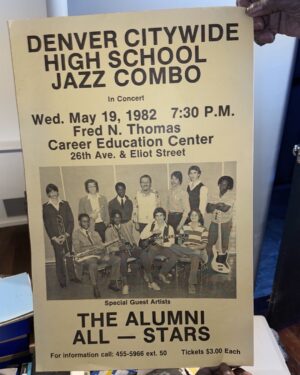 DENVER CITYWIDE
HIGH SCHOOL
JAZZ COMBO
In Concert
Wed. May 19, 1982 7:30 P.M.
Fred N. Thomas
Career Education Center
26th Ave. & Eliot Street
Special Guest Artists
THE ALUMNI
ALL — STARS
For information call: 455-5966 ext. 50 Tickets $3.00 Each